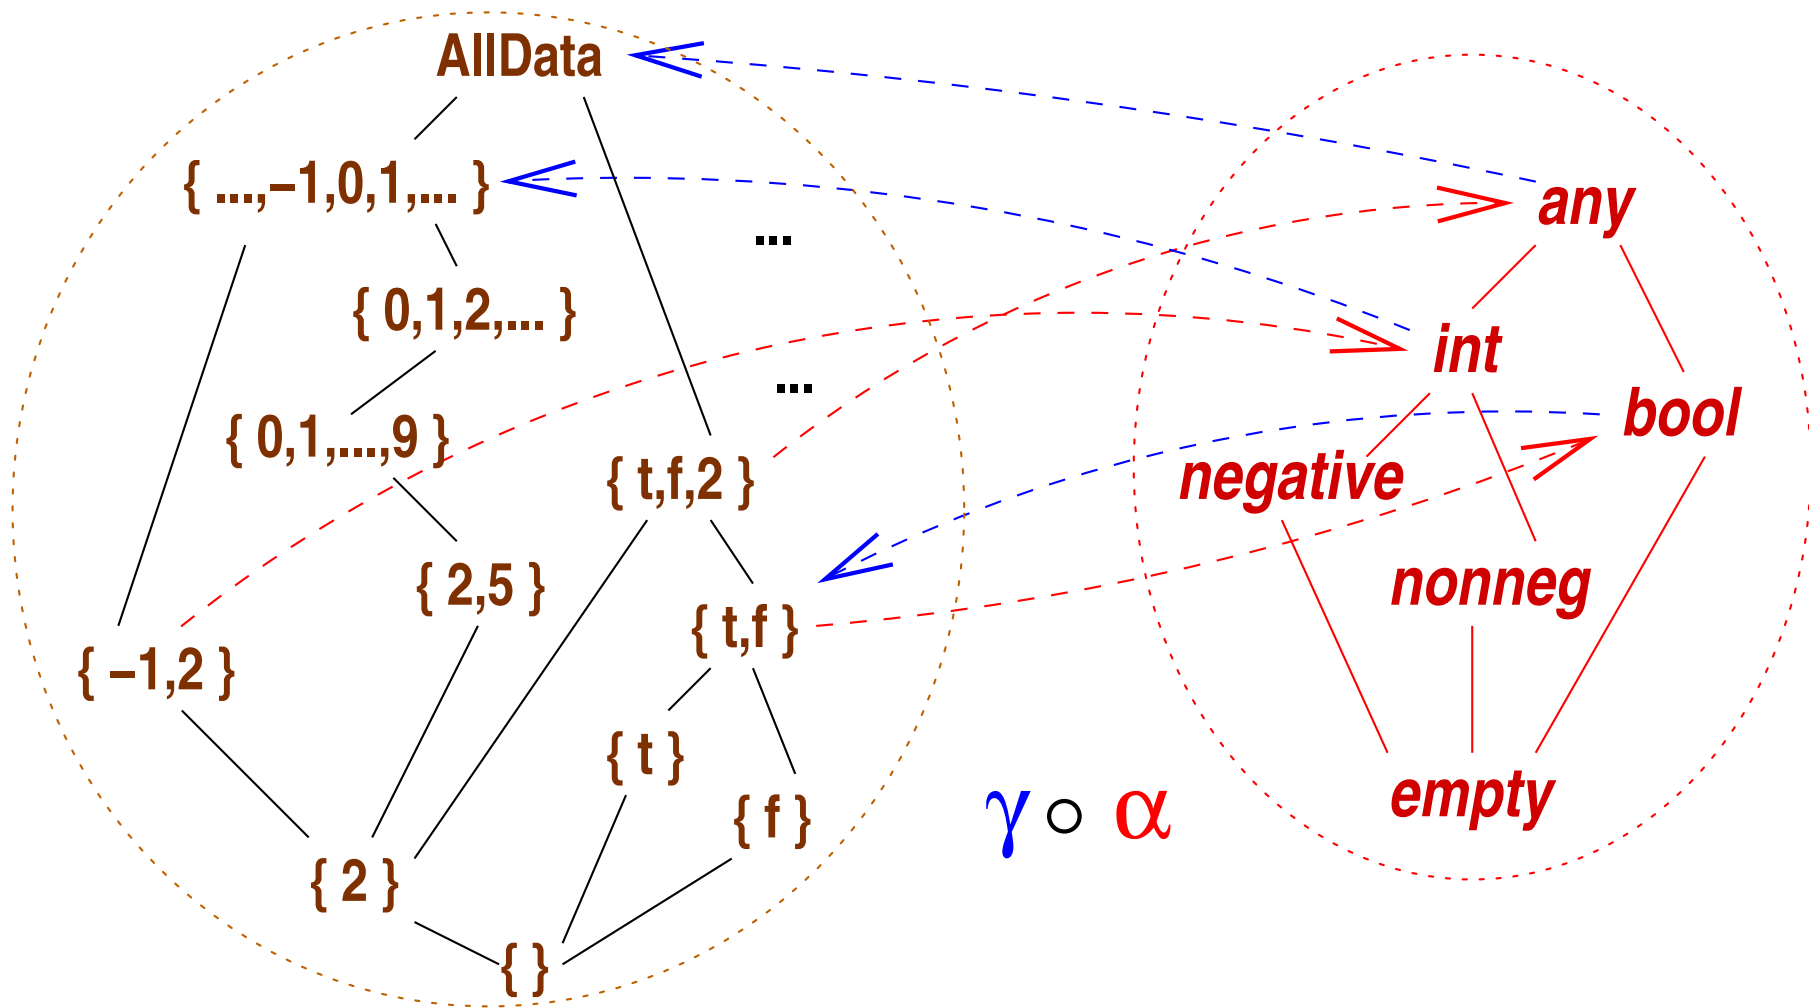 AllData
{ ...,−1,0,1,... }
any
...
{ 0,1,2,... }
int
...
bool
{ 0,1,...,9 }
{ t,f,2 }
negative
{ 2,5 }
nonneg
{ t,f }
{ −1,2 }
{ t }
empty
{ f }
γ ○ α
{ 2 }
{ }